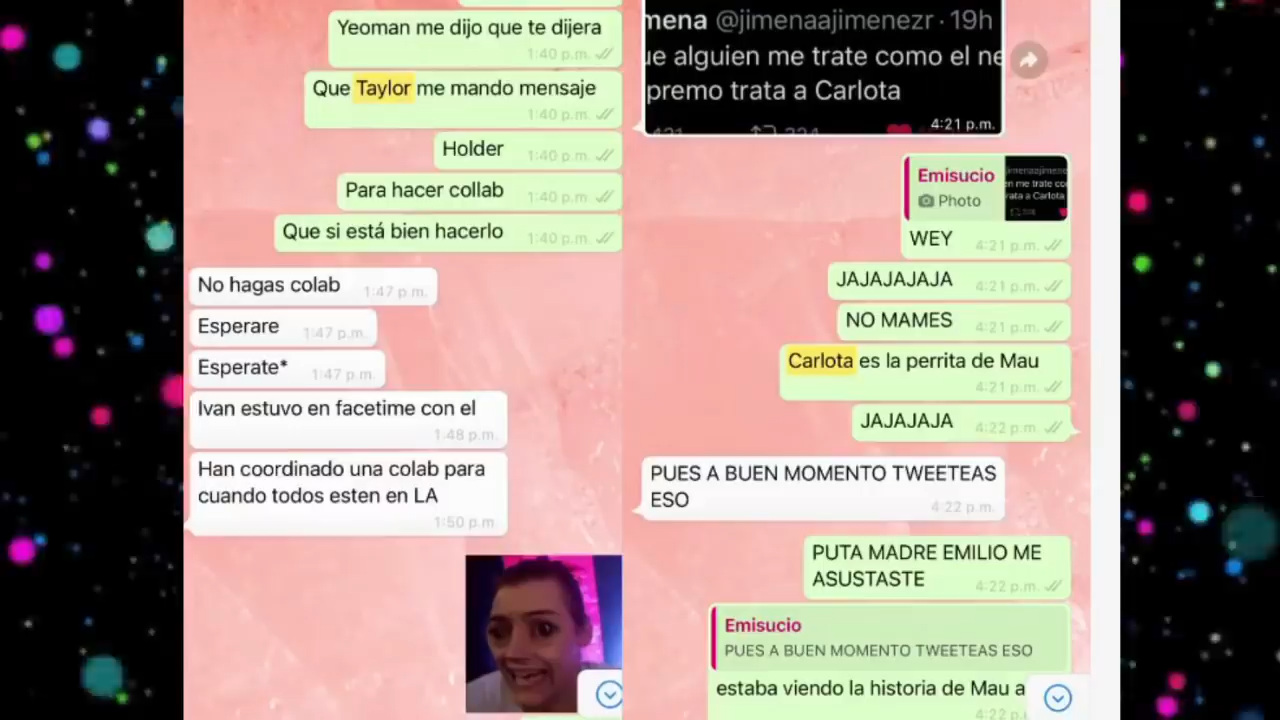 Yeoman me dijo que te dijera
1:40 p.m.
Que Taylor me mando mensaje
1:40 p.m.
Holder 1:40 p.m.
Para hacer collab 1:40 p.m.
Que si está bien hacerlo 1:40 p.m.
No hagas colab 1:47 p.m.
Esperare 1:47 p.m.
Esperate* 1:47 p.m.
Ivan estuvo en facetime con el
1:48 p.m.
Han coordinado una colab para
cuando todos esten en LA
1:50 p.m.
mena @jimenaajimenezr · 19h
ue alguien me trate como el ne
premo trata a Carlota
4:21 p.m.
Emisucio
Photo
WEY 4:21 p.m.
JAJAJAJAJA 4:21 p.m.
NO MAMES 4:21 p.m.
Carlota es la perrita de Mau
4:21 p.m.
JAJAJAJA 4:22 p.m.
PUES A BUEN MOMENTO TWEETEAS
ESO 4:22 p.m.
PUTA MADRE EMILIO ME
ASUSTASTE 4:22 p.m.
Emisucio
PUES A BUEN MOMENTO TWEETEAS ESO
estaba viendo la historia de Mau a
4:22 p.m.